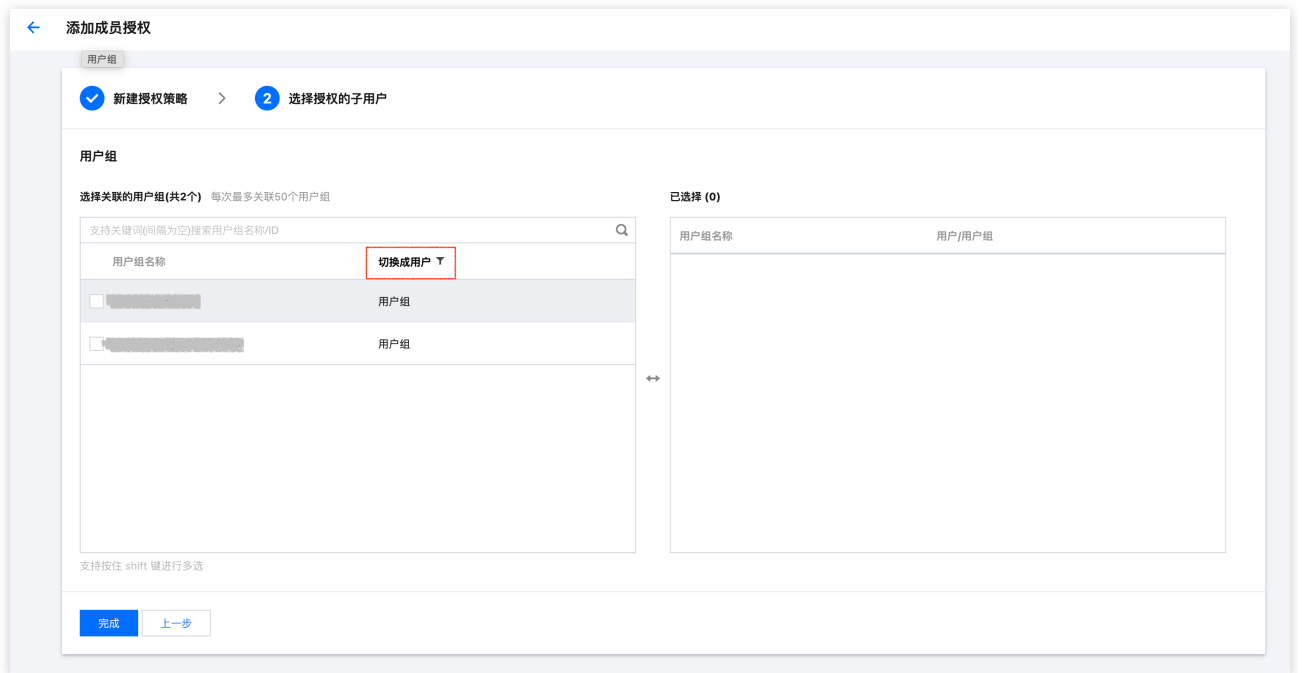 添加成员授权
用户组
新建授权策略
2 选择授权的子用户
用户组
选择关联的用户组(共2个) 每次最多关联50个用户组
支持关键词(间隔为空)搜索用户组名称/ID
用户组名称 切换成用户
用户组
用户组
支持按住 shift 键进行多选
已选择 (0)
用户组名称 用户/用户组
完成 上一步